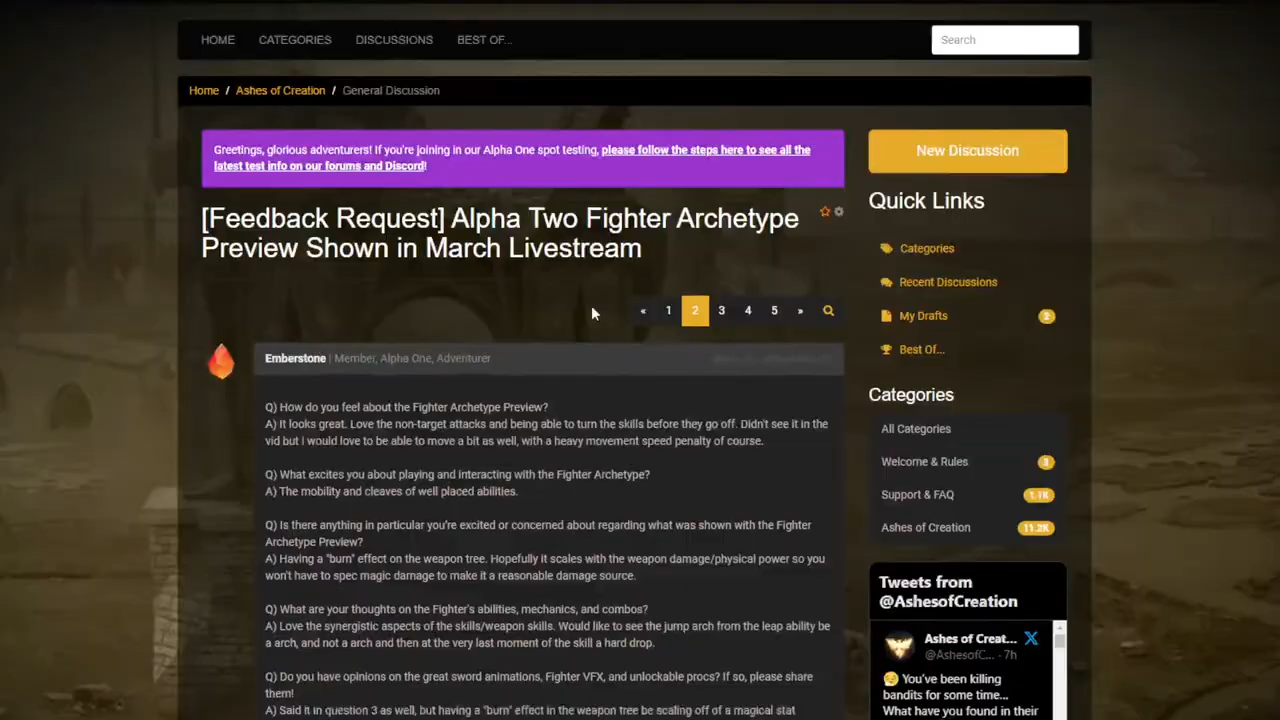 HOME CATEGORIES DISCUSSIONS BEST OF... Search
Home / Ashes of Creation / General Discussion
Greetings, glorious adventurers! If you're joining in our Alpha One spot testing, please follow the steps here to see all the
latest test info on our forums and Discord!
[Feedback Request] Alpha Two Fighter Archetype
Preview Shown in March Livestream
« 1 2 3 4 5 »
Emberstone | Member, Alpha One, Adventurer
Q) How do you feel about the Fighter Archetype Preview?
A) It looks great. Love the non-target attacks and being able to turn the skills before they go off. Didn't see it in the
vid but i would love to be able to move a bit as well, with a heavy movement speed penalty of course.
Q) What excites you about playing and interacting with the Fighter Archetype?
A) The mobility and cleaves of well placed abilities.
Q) Is there anything in particular you're excited or concerned about regarding what was shown with the Fighter
Archetype Preview?
A) Having a "burn" effect on the weapon tree. Hopefully it scales with the weapon damage/physical power so you
won't have to spec magic damage to make it a reasonable damage source.
Q) What are your thoughts on the Fighter's abilities, mechanics, and combos?
A) Love the synergistic aspects of the skills/weapon skills. Would like to see the jump arch from the leap ability be
a arch, and not a arch and then at the very last moment of the skill a hard drop.
Q) Do you have opinions on the great sword animations, Fighter VFX, and unlockable procs? If so, please share
them!
A) Said it in question 3 as well, but having a "burn" effect in the weapon tree be scaling off of a magical stat
New Discussion
Quick Links
Categories
Recent Discussions
My Drafts 2
Best Of...
Categories
All Categories
Welcome & Rules 3
Support & FAQ 1.1K
Ashes of Creation 11.2K
Tweets from
@AshesofCreation
Ashes of Creat... X
@AshesofC... · 7h
You've been killing
bandits for some time...
What have you found in their